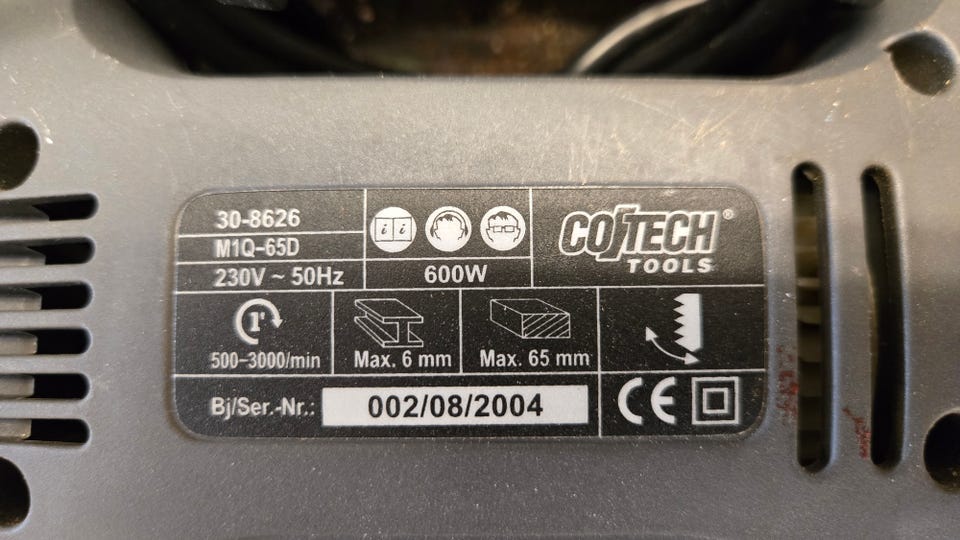 30-8626
M1Q-65D
230V ~ 50Hz
i i
600W
COTECH®
TOOLS
1'
500-3000/min
Max. 6 mm
Max. 65 mm
Bj/Ser.-Nr.:
002/08/2004
CE